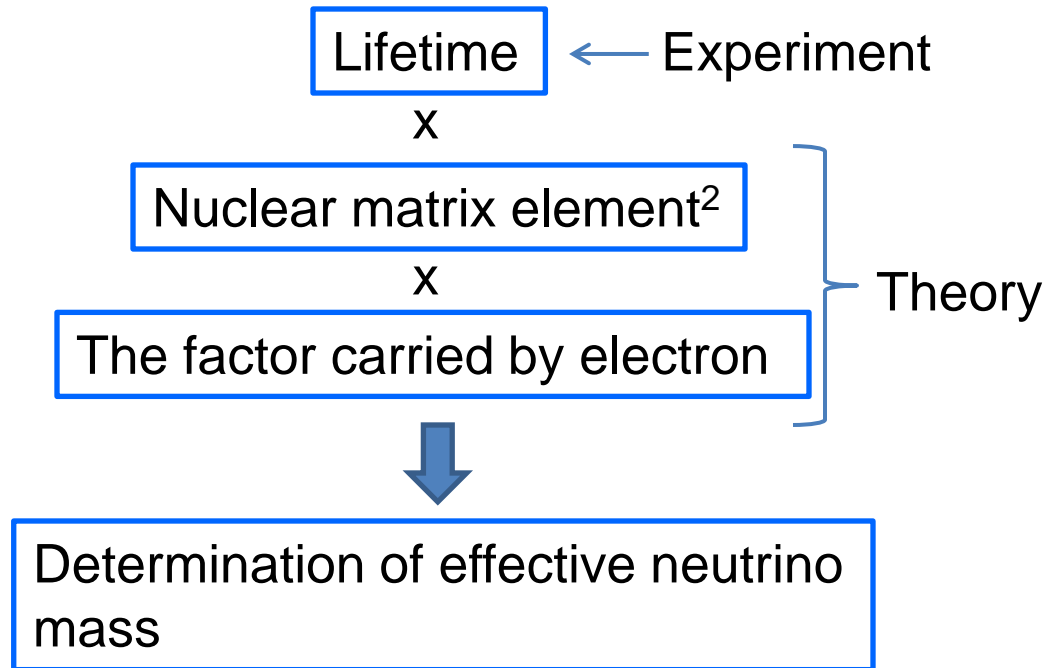 Lifetime ← Experiment
x
Nuclear matrix element²
x
The factor carried by electron
Theory
Determination of effective neutrino
mass